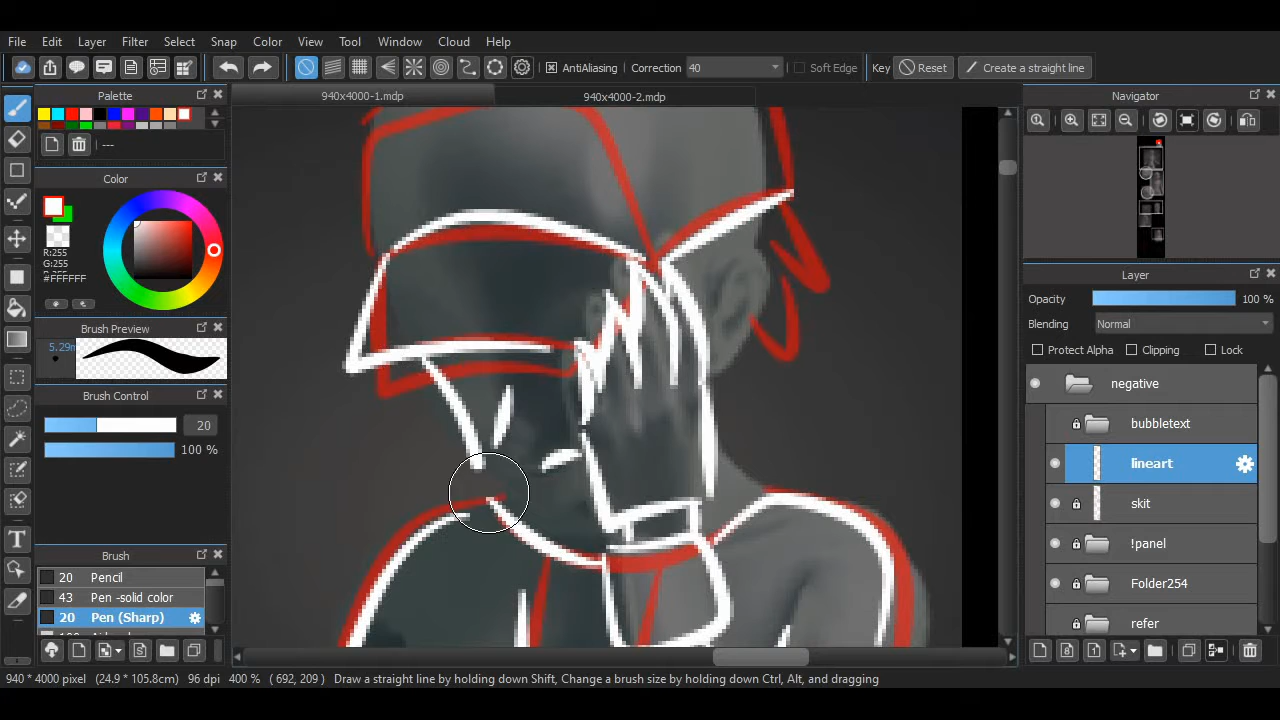 File Edit Layer Filter Select Snap Color View Tool Window Cloud Help
AntiAliasing Correction 40 Soft Edge Key Reset Create a straight line
Palette
940x4000-1.mdp
940x4000-2.mdp
Navigator
---
Color
R:255
G:255
#FFFFFF
Brush Preview
Brush Control
20
100 %
Brush
20 Pencil
43 Pen -solid color
20 Pen (Sharp)
Layer
Opacity 100 %
Blending Normal
Protect Alpha Clipping Lock
negative
bubbletext
lineart
skit
!panel
Folder254
refer
940 * 4000 pixel (24.9 * 105.8cm) 96 dpi 400 % ( 692, 209 ) Draw a straight line by holding down Shift, Change a brush size by holding down Ctrl, Alt, and dragging